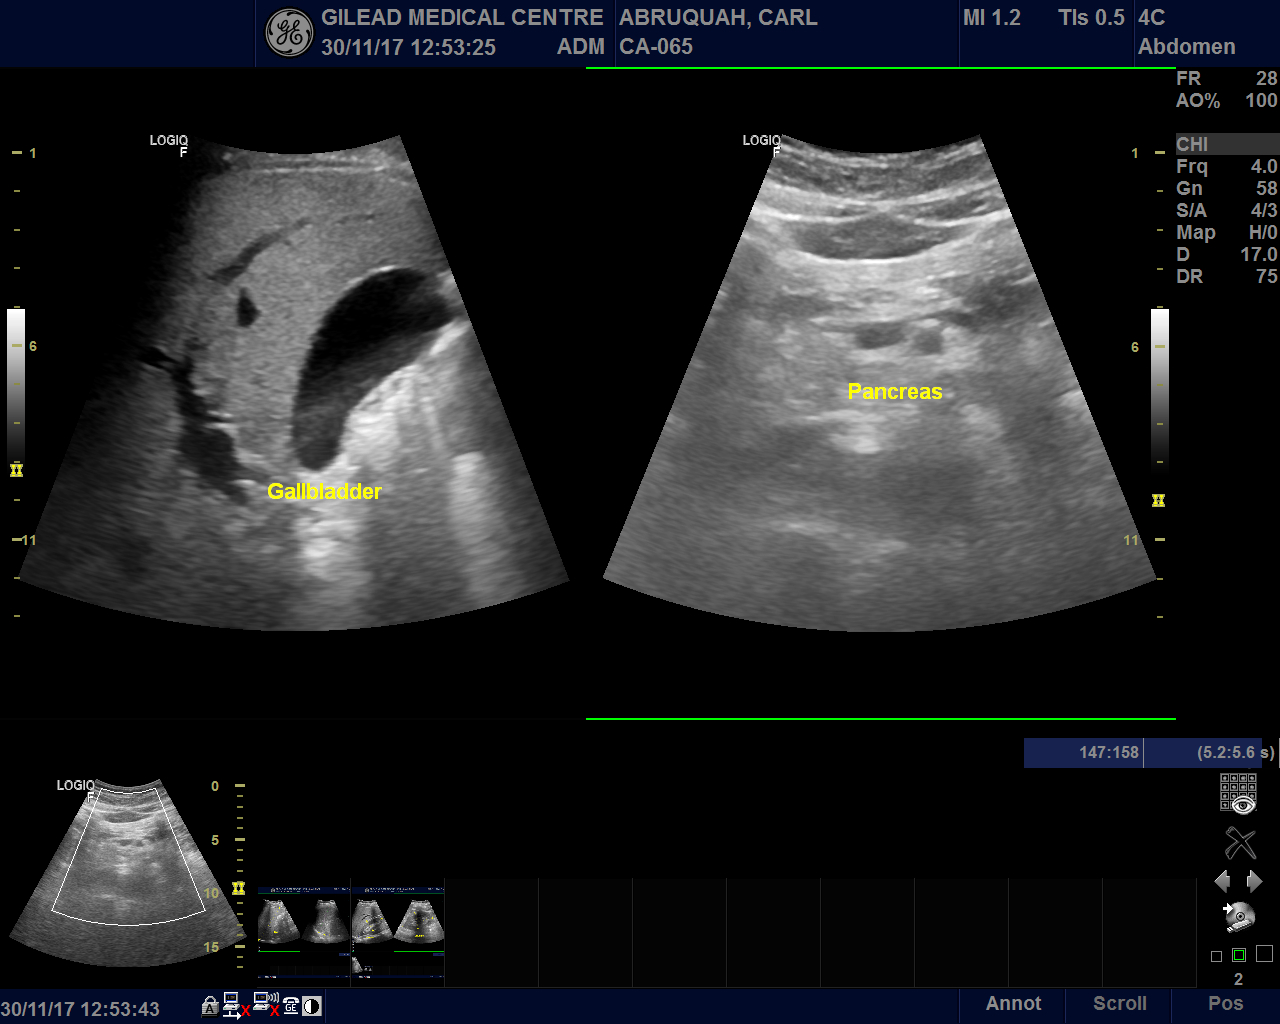 GILEAD MEDICAL CENTRE
30/11/17 12:53:25 ADM
ABRUQUAH, CARL
CA-065
MI 1.2 TIs 0.5
4C
Abdomen
FR 28
AO% 100
CHI
Frq 4.0
Gn 58
S/A 4/3
Map H/0
D 17.0
DR 75
LOGIQ
F
1
6
11
Gallbladder
LOGIQ
F
1
6
11
Pancreas
147:158 (5.2:5.6 s)
LOGIQ
F
0
5
10
15
2
30/11/17 12:53:43
GE
Annot Scroll Pos